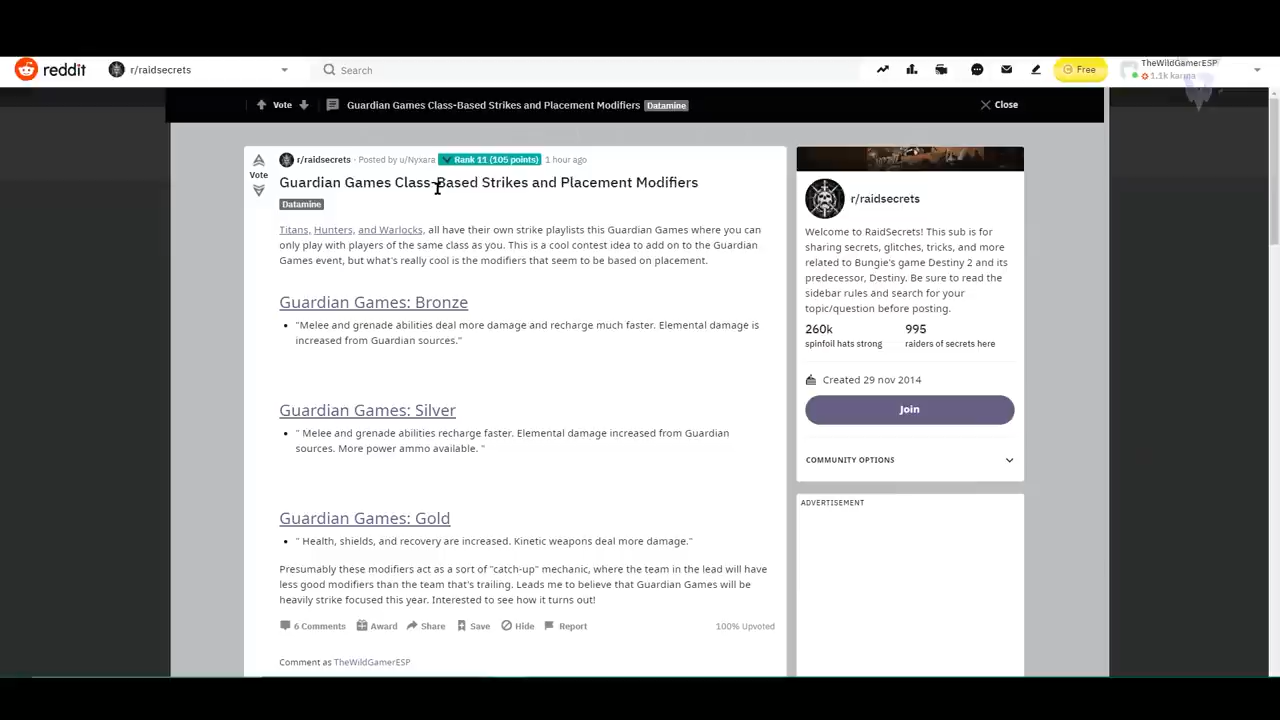 reddit
r/raidsecrets
Search
Free
TheWildGamerESP
1.1k karma
Vote
Guardian Games Class-Based Strikes and Placement Modifiers Datamine
Close
r/raidsecrets · Posted by u/Nyxara Rank 11 (105 points) 1 hour ago
Vote
Guardian Games Class-Based Strikes and Placement Modifiers
Datamine
Titans, Hunters, and Warlocks, all have their own strike playlists this Guardian Games where you can
only play with players of the same class as you. This is a cool contest idea to add on to the Guardian
Games event, but what's really cool is the modifiers that seem to be based on placement.
Guardian Games: Bronze
• "Melee and grenade abilities deal more damage and recharge much faster. Elemental damage is
increased from Guardian sources."
Guardian Games: Silver
• " Melee and grenade abilities recharge faster. Elemental damage increased from Guardian
sources. More power ammo available. "
Guardian Games: Gold
• " Health, shields, and recovery are increased. Kinetic weapons deal more damage."
Presumably these modifiers act as a sort of "catch-up" mechanic, where the team in the lead will have
less good modifiers than the team that's trailing. Leads me to believe that Guardian Games will be
heavily strike focused this year. Interested to see how it turns out!
6 Comments Award Share Save Hide Report 100% Upvoted
Comment as TheWildGamerESP
r/raidsecrets
Welcome to RaidSecrets! This sub is for
sharing secrets, glitches, tricks, and more
related to Bungie's game Destiny 2 and its
predecessor, Destiny. Be sure to read the
sidebar rules and search for your
topic/question before posting.
260k 995
spinfoil hats strong raiders of secrets here
Created 29 nov 2014
Join
COMMUNITY OPTIONS
ADVERTISEMENT